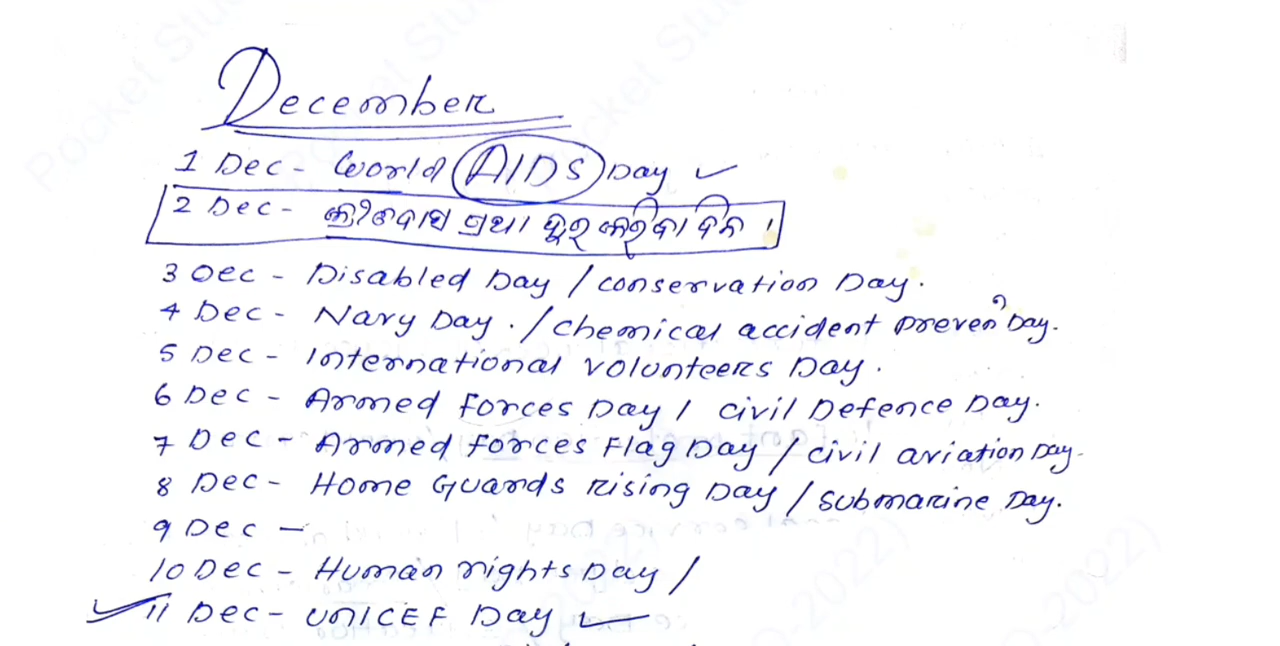 December
1 Dec - World AIDS Day ✓
2 Dec - କ୍ରୀତଦାସ ପ୍ରଥା ଦୂର କରିବା ଦିନ ।
3 Dec - Disabled Day / conservation Day.
4 Dec - Navy Day . / chemical accident preven^n Day.
5 Dec - International volunteers Day .
6 Dec - Armed forces Day / civil Defence Day.
7 Dec - Armed forces Flag Day / civil aviation Day.
8 Dec - Home Guards rising Day / submarine Day.
9 Dec -
10 Dec - Human rights Day /
✓ 11 Dec - UNICEF Day ✓